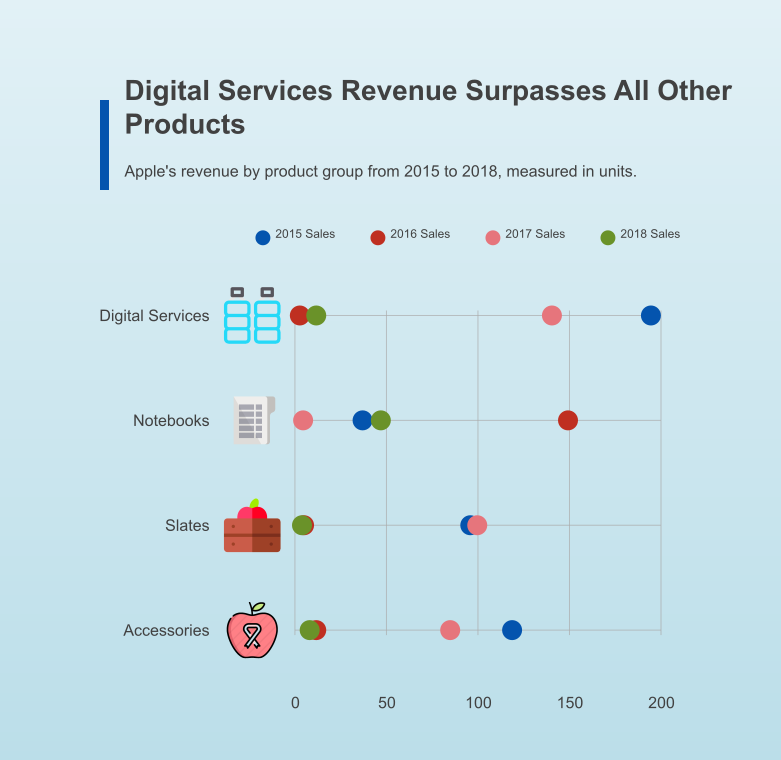 Digital Services Revenue Surpasses All Other
Products
Apple's revenue by product group from 2015 to 2018, measured in units.
2015 Sales
2016 Sales
2017 Sales
2018 Sales
Digital Services
Notebooks
Slates
Accessories
0
50
100
150
200